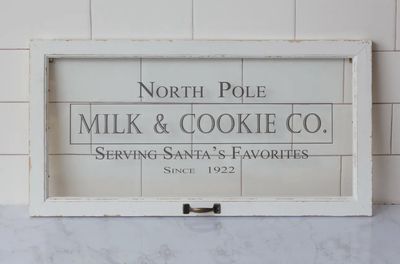 North Pole
MILK & COOKIE CO.
Serving Santa's Favorites
Since 1922